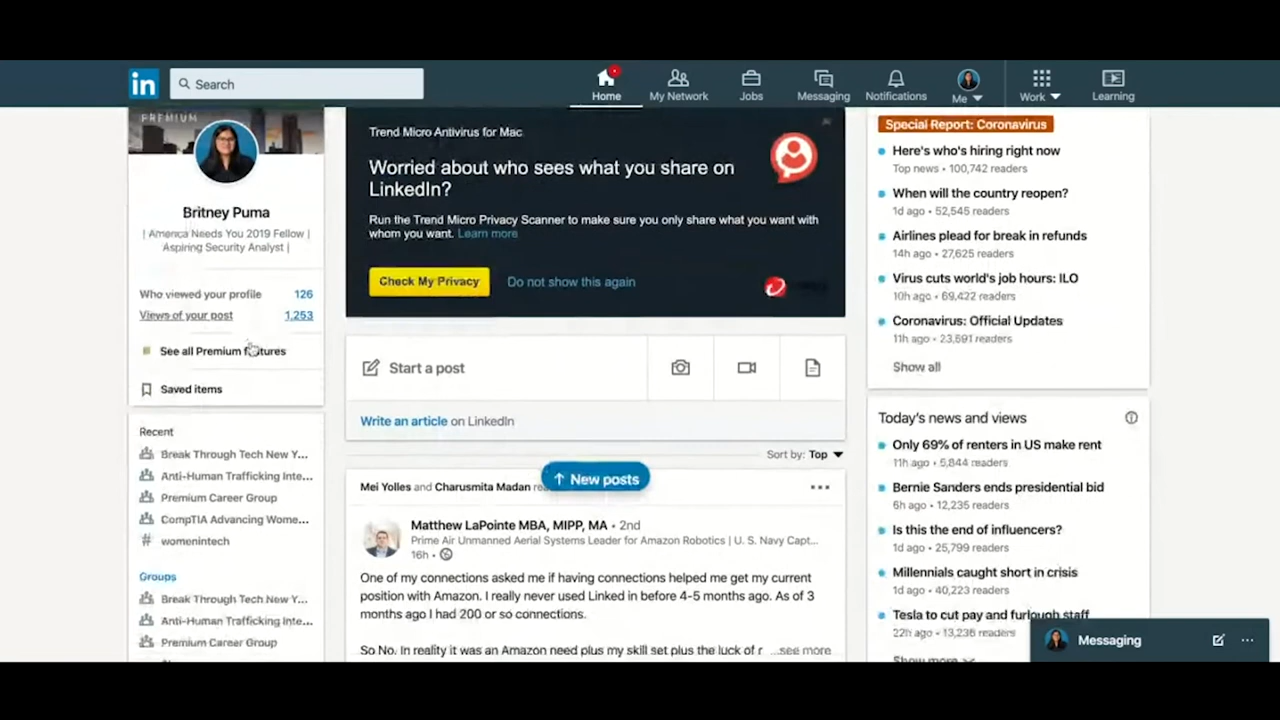 in
Search
Home
My Network
Jobs
Messaging
Notifications
Me
Work
Learning
PREMIUM
Britney Puma
| America Needs You 2019 Fellow |
Aspiring Security Analyst |
Who viewed your profile 126
Views of your post 1,253
See all Premium features
Saved items
Recent
Break Through Tech New Y...
Anti-Human Trafficking Inte...
Premium Career Group
CompTIA Advancing Wome...
# womenintech
Groups
Break Through Tech New Y...
Anti-Human Trafficking Inte...
Premium Career Group
Trend Micro Antivirus for Mac
Worried about who sees what you share on
LinkedIn?
Run the Trend Micro Privacy Scanner to make sure you only share what you want with
whom you want. Learn more
Check My Privacy
Do not show this again
Start a post
Write an article on LinkedIn
Sort by: Top
↑ New posts
Mei Yolles and Charusmita Madan
Matthew LaPointe MBA, MIPP, MA • 2nd
Prime Air Unmanned Aerial Systems Leader for Amazon Robotics | U. S. Navy Capt...
16h •
One of my connections asked me if having connections helped me get my current
position with Amazon. I really never used Linked in before 4-5 months ago. As of 3
months ago I had 200 or so connections.
So No. In reality it was an Amazon need plus my skill set plus the luck of r ...see more
Special Report: Coronavirus
Here's who's hiring right now
Top news • 100,742 readers
When will the country reopen?
1d ago • 52,545 readers
Airlines plead for break in refunds
14h ago • 27,625 readers
Virus cuts world's job hours: ILO
10h ago • 69,422 readers
Coronavirus: Official Updates
11h ago • 23,691 readers
Show all
Today's news and views
Only 69% of renters in US make rent
11h ago • 5,844 readers
Bernie Sanders ends presidential bid
6h ago • 12,235 readers
Is this the end of influencers?
1d ago • 25,799 readers
Millennials caught short in crisis
1d ago • 40,223 readers
Tesla to cut pay and furlough staff
22h ago • 13,236 readers
Show more
Messaging